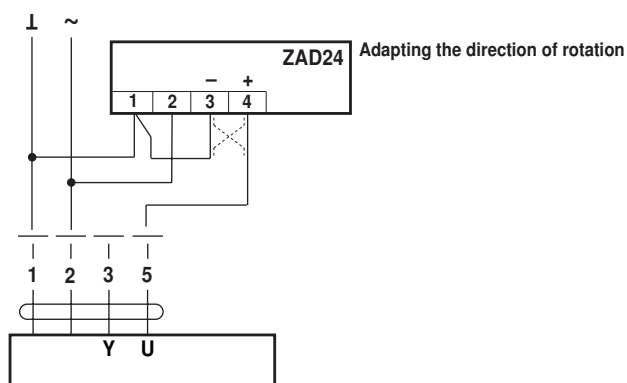 ⊥ ~
ZAD24
Adapting the direction of rotation
– +
1 2 3 4
1 2 3 5
Y U